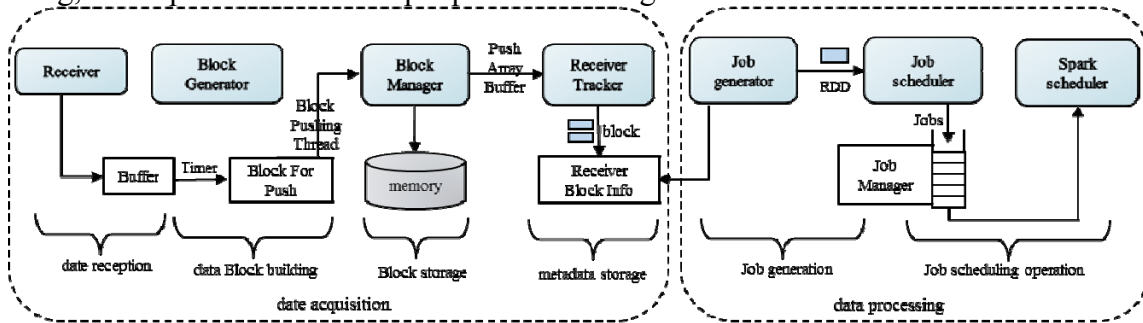 Receiver
Block
Generator
Block
Manager
Push
Array
Buffer
Receiver
Tracker
Job
generator
RDD
Job
scheduler
Spark
scheduler
Block
Pushing
Thread
block
Jobs
Buffer
Timer
Block For
Push
memory
Receiver
Block Info
Job
Manager
date reception
data Block building
Block storage
metadata storage
Job generation
Job scheduling operation
date acquisition
data processing